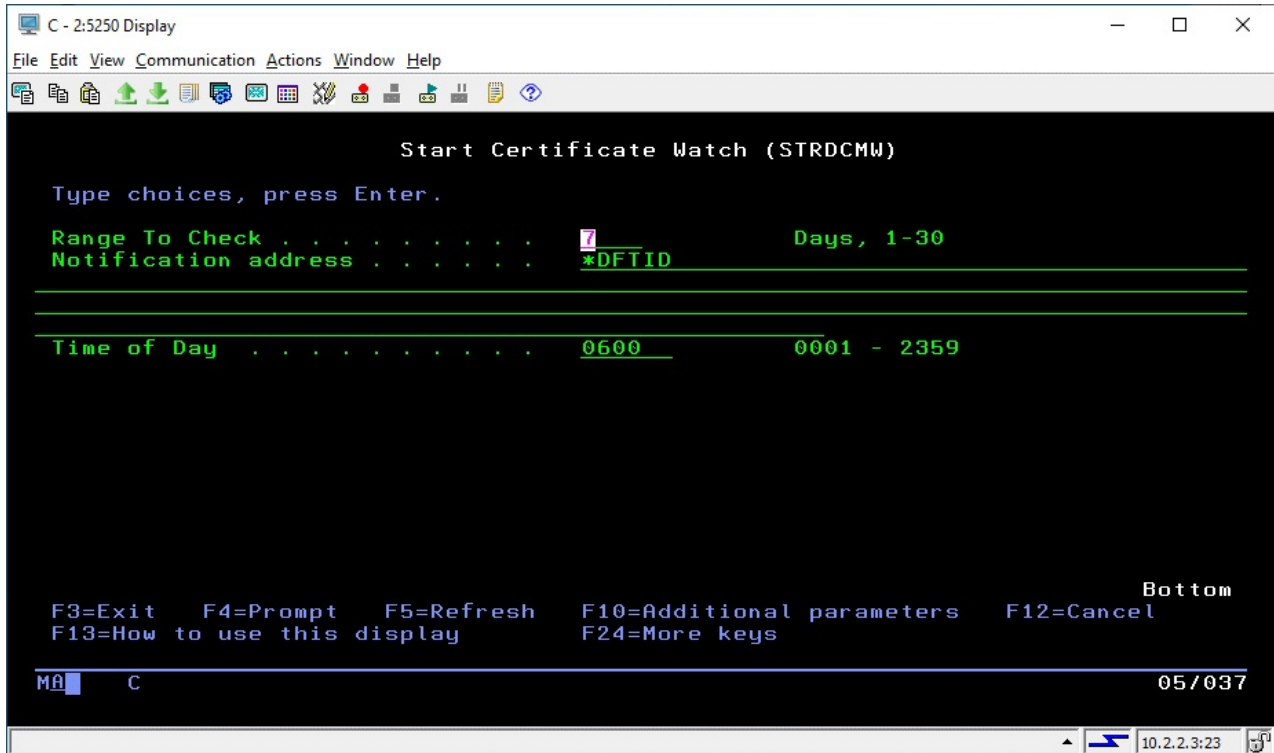 C - 2:5250 Display
File Edit View Communication Actions Window Help
Start Certificate Watch (STRDCMW)
Type choices, press Enter.
Range To Check . . . . . . . . . 7 Days, 1-30
Notification address . . . . . . *DFTID
Time of Day . . . . . . . . . . 0600 0001 - 2359
Bottom
F3=Exit F4=Prompt F5=Refresh F10=Additional parameters F12=Cancel
F13=How to use this display F24=More keys
MA C 05/037
10.2.2.3:23